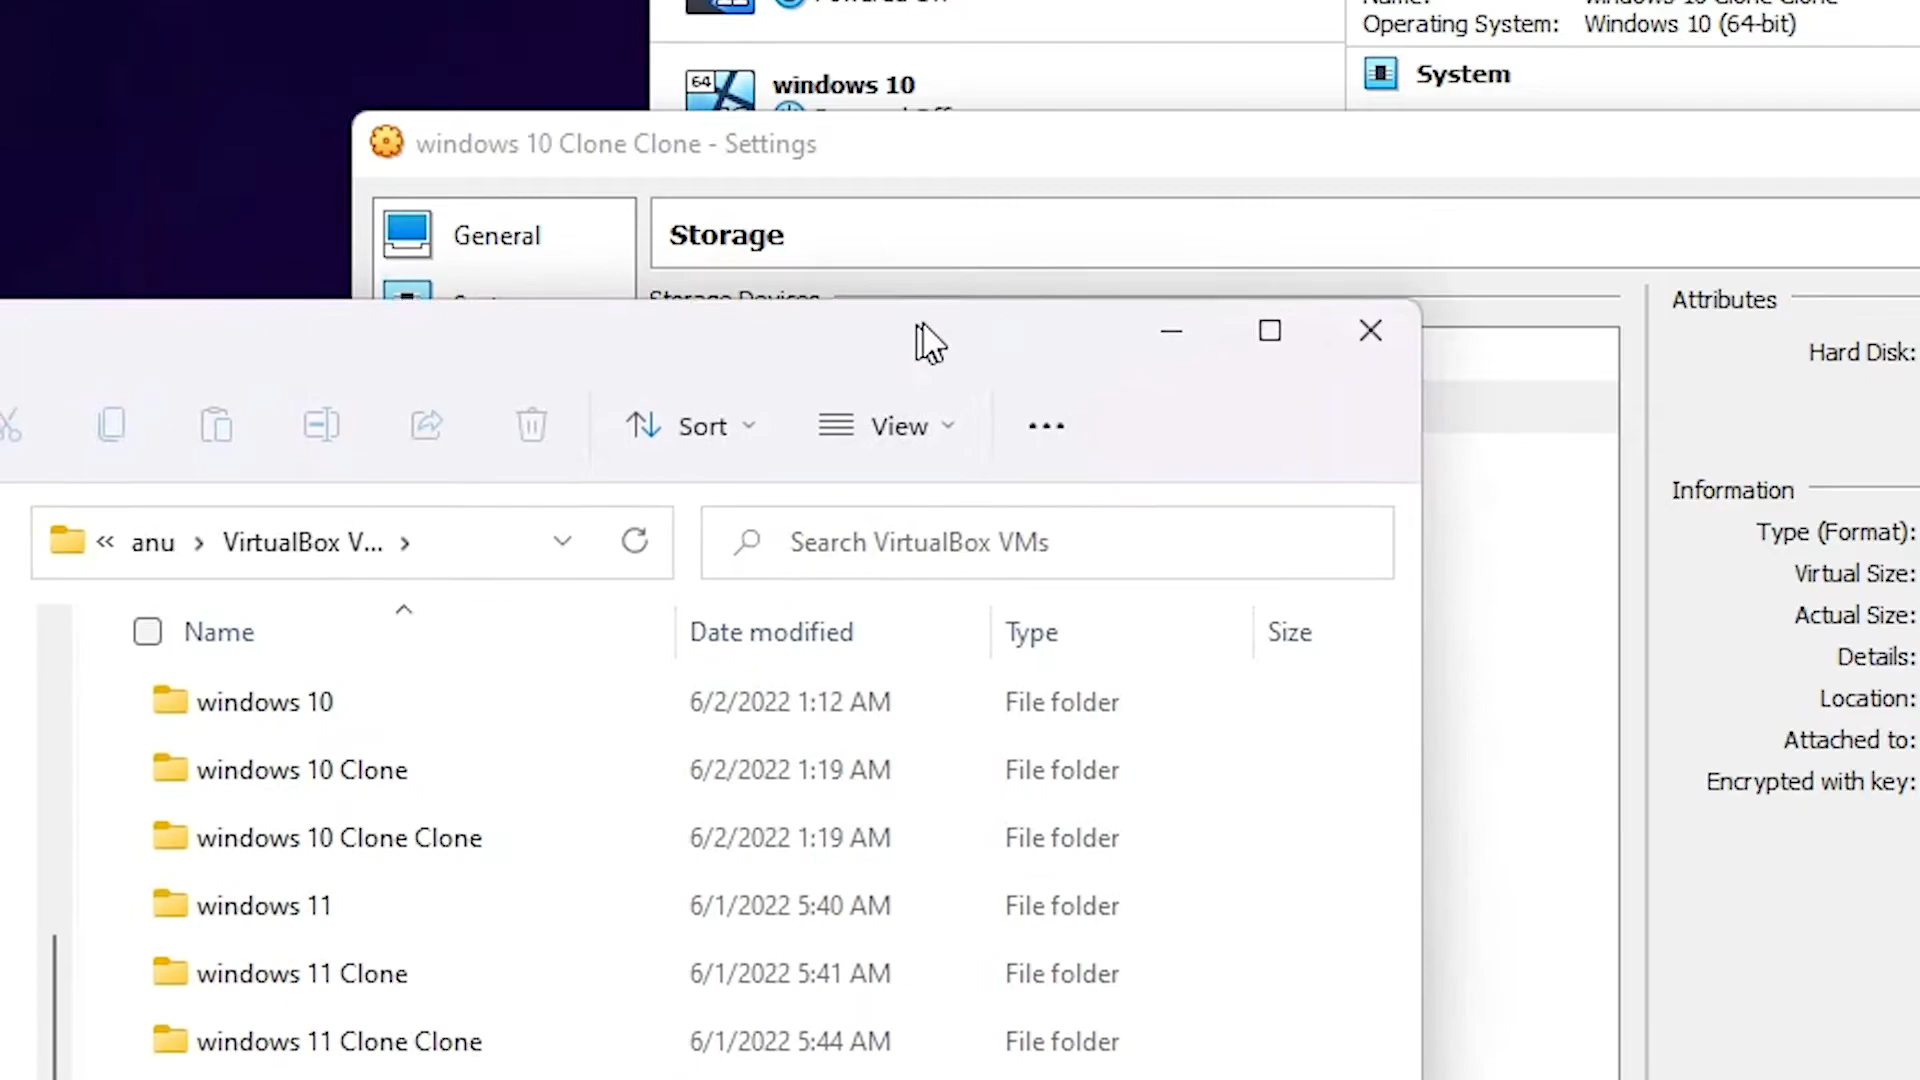 Operating System: Windows 10 (64-bit)
64
windows 10
System
windows 10 Clone Clone - Settings
General
Storage
Storage Devices
Attributes
Hard Disk:
Sort
View
Information
Type (Format):
« anu › VirtualBox V... ›
Search VirtualBox VMs
Virtual Size:
Actual Size:
Name
Date modified
Type
Size
Details:
Location:
windows 10 6/2/2022 1:12 AM File folder
Attached to:
windows 10 Clone 6/2/2022 1:19 AM File folder
Encrypted with key:
windows 10 Clone Clone 6/2/2022 1:19 AM File folder
windows 11 6/1/2022 5:40 AM File folder
windows 11 Clone 6/1/2022 5:41 AM File folder
windows 11 Clone Clone 6/1/2022 5:44 AM File folder